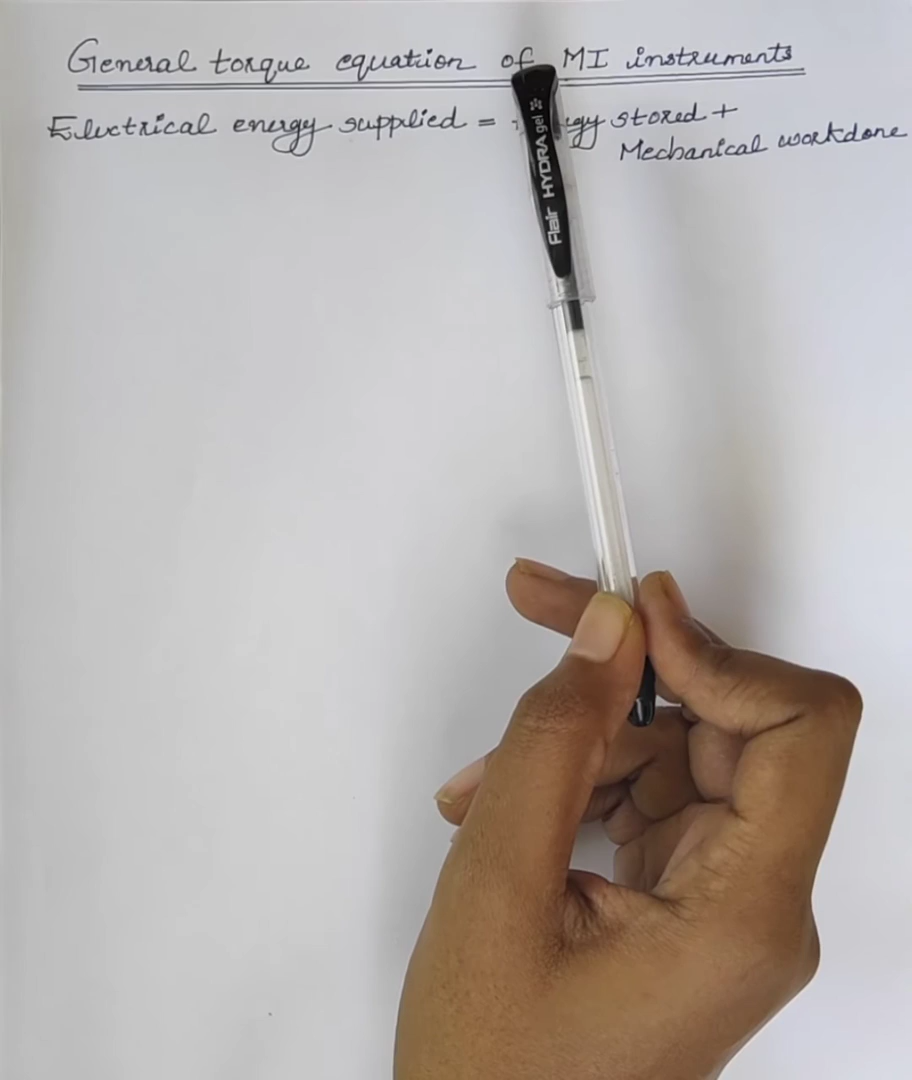 General torque equation of MI instruments
Electrical energy supplied = stored +
Mechanical workdone
Flair HYDRA gel